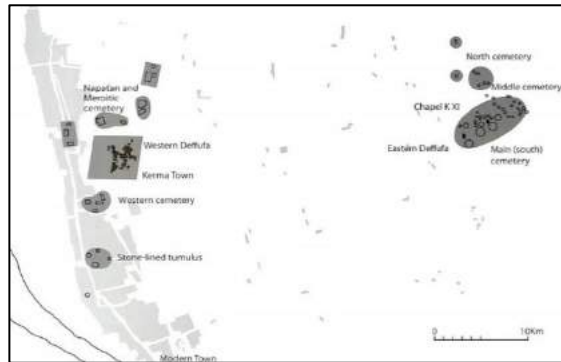 North cemetery
Napatan and
Meroitic
cemetery
Middle cemetery
Chapel K XI
Western Deffufa
Eastern Deffufa
Main (south)
cemetery
Kerma Town
Western cemetery
Stone-lined tumulus
0
10Km
Modern Town